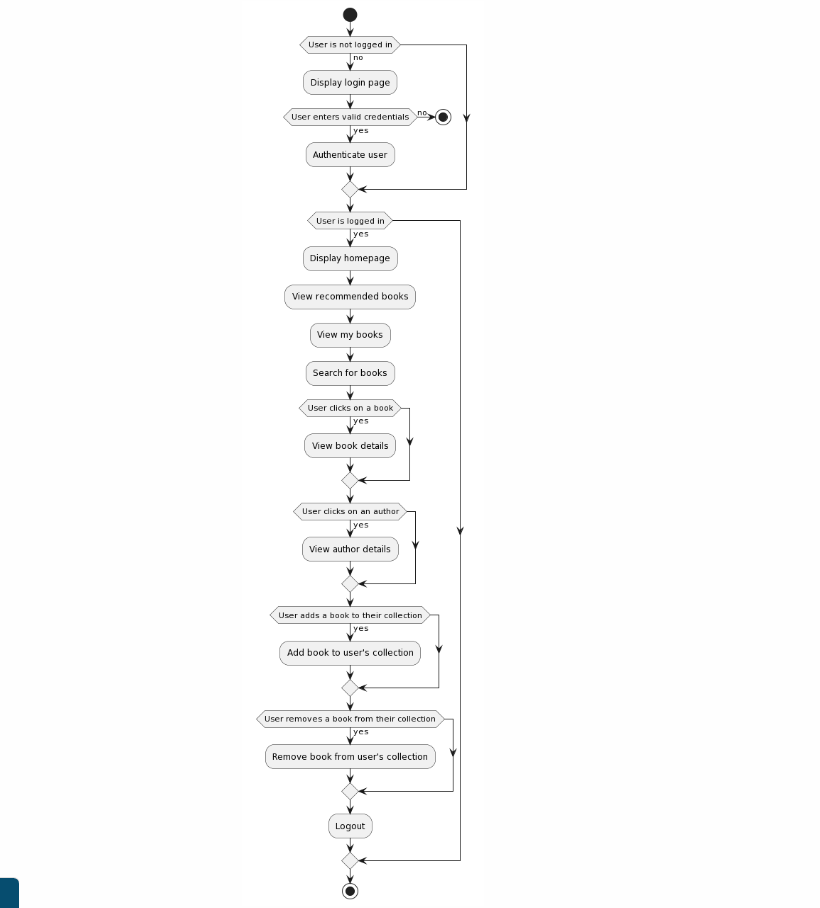 User is not logged in
no
Display login page
User enters valid credentials
no
yes
Authenticate user
User is logged in
yes
Display homepage
View recommended books
View my books
Search for books
User clicks on a book
yes
View book details
User clicks on an author
yes
View author details
User adds a book to their collection
yes
Add book to user's collection
User removes a book from their collection
yes
Remove book from user's collection
Logout